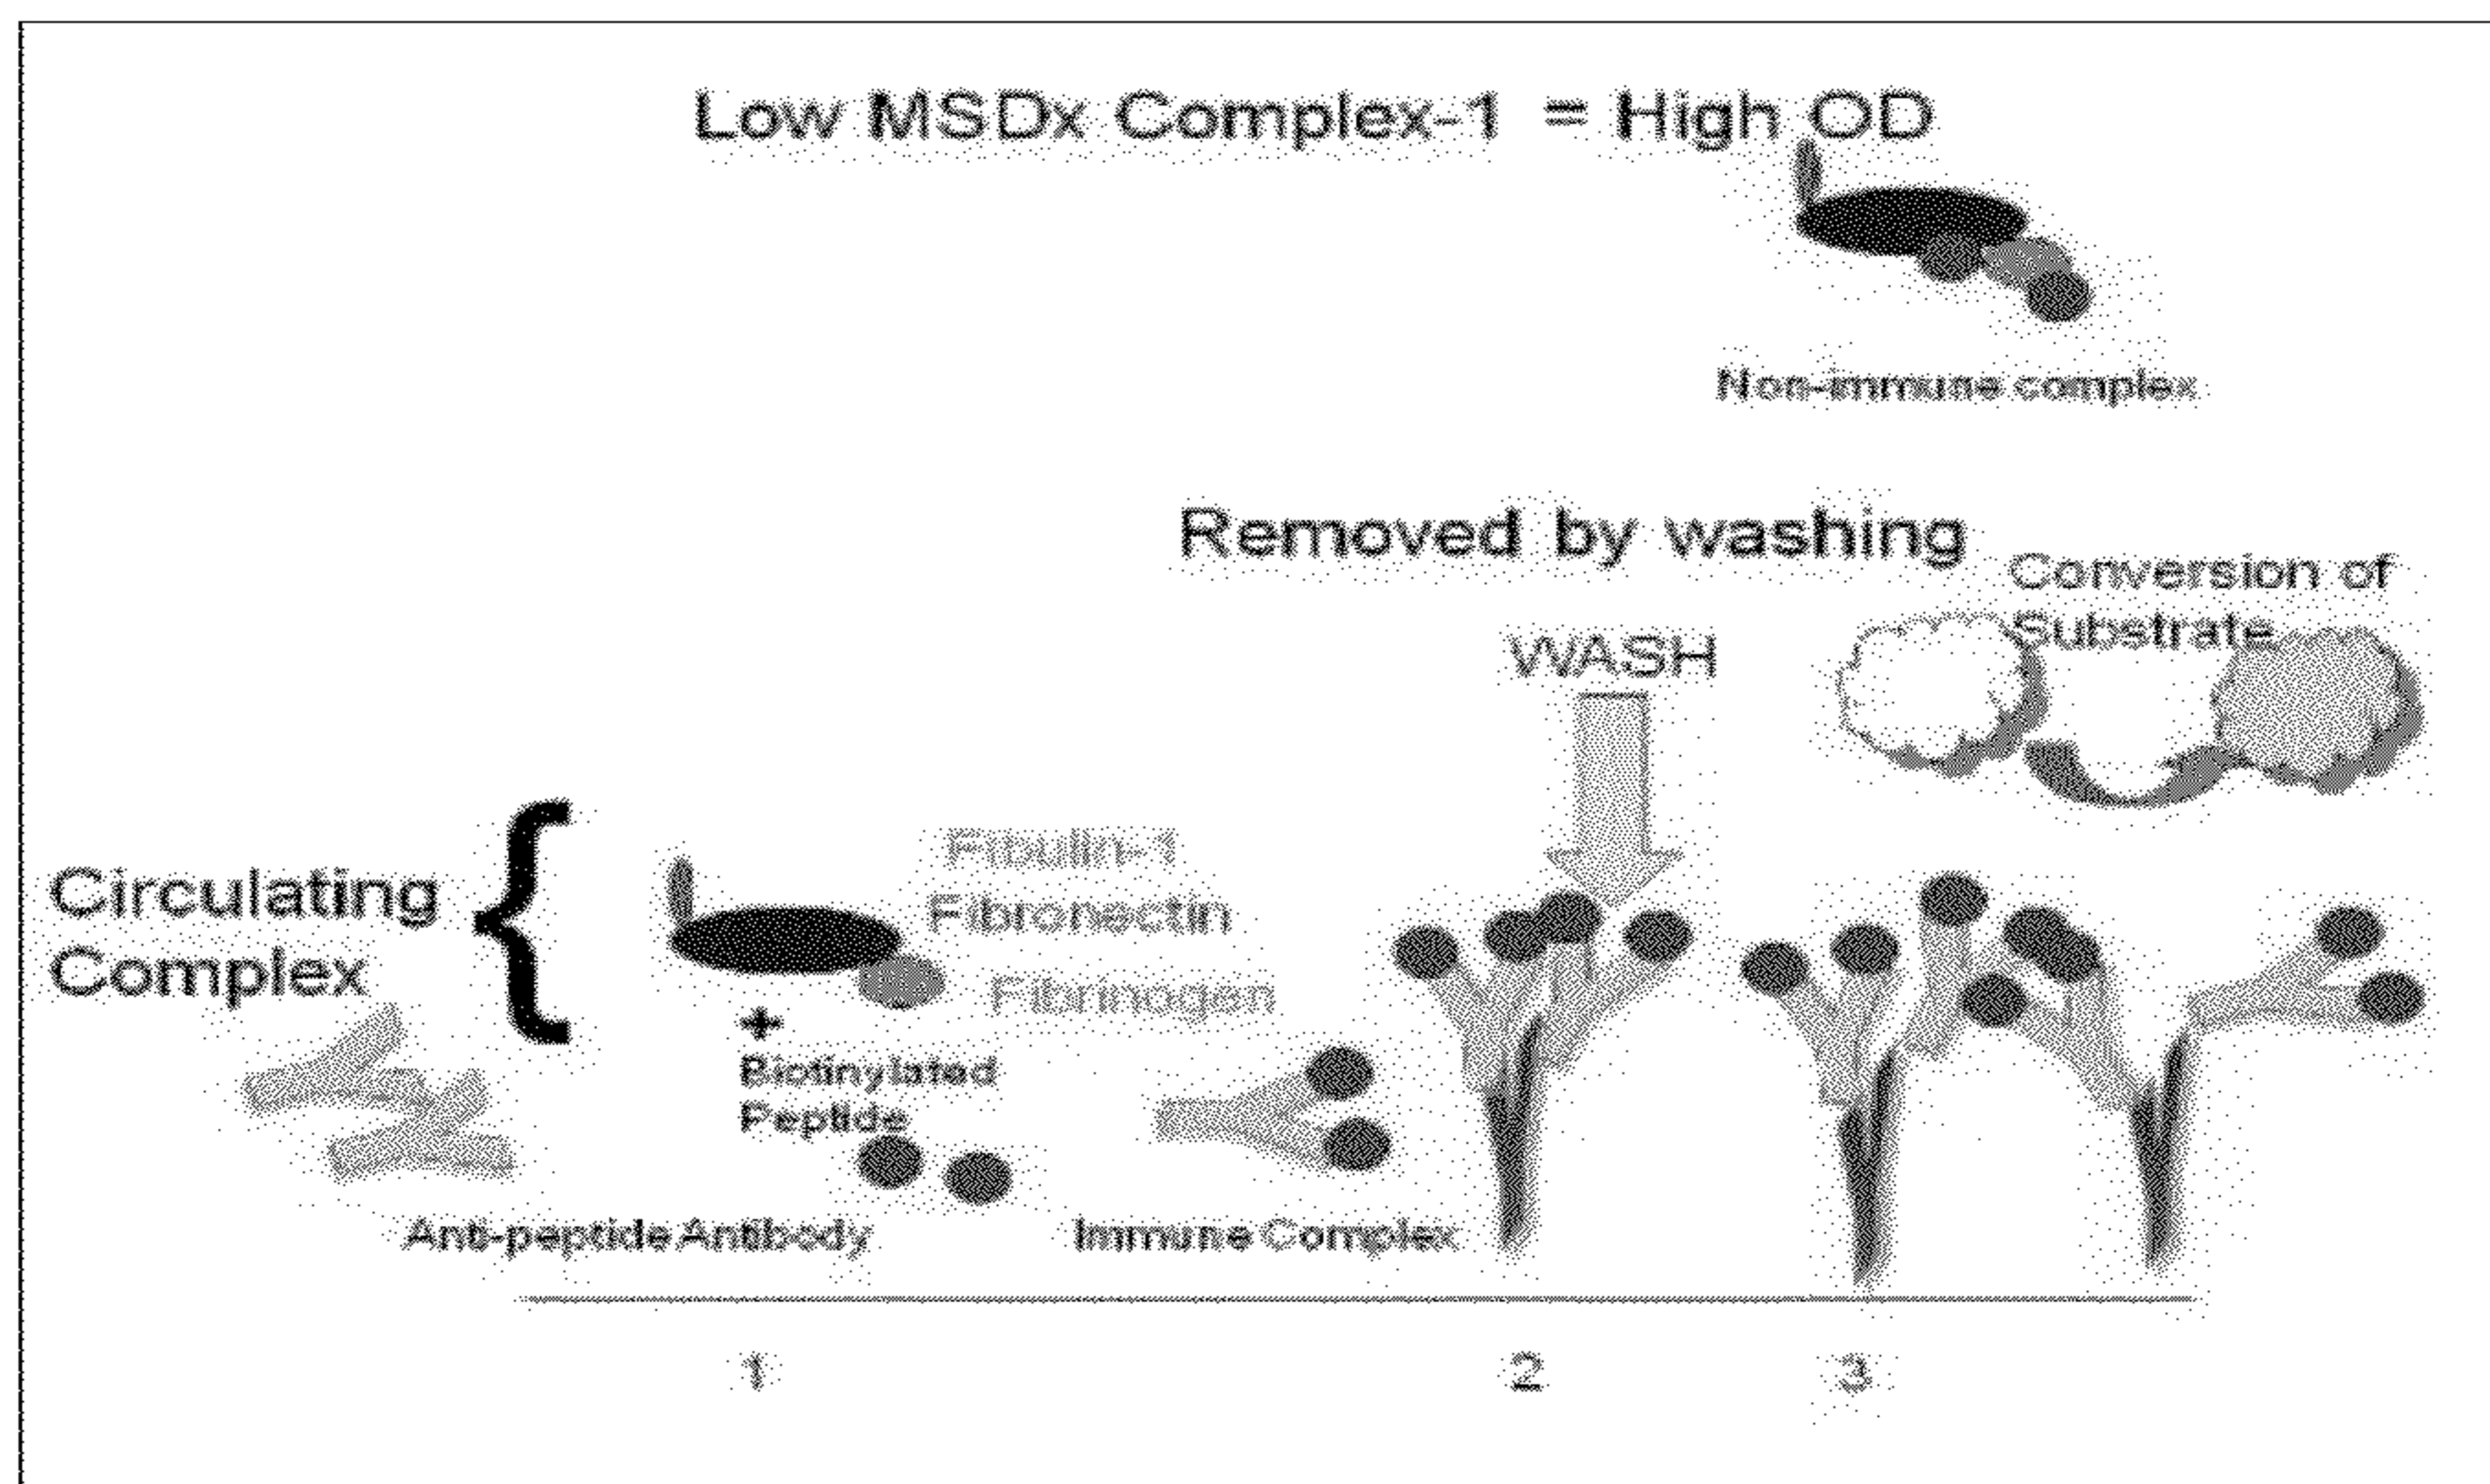 Low MSDx Complex-1 = High OD
Non-immune complex
Removed by washing
Conversion of
Substrate
WASH
Circulating
Complex
{
Fibulin-1
Fibronectin
Fibrinogen
+
Biotinylated
Peptide
Anti-peptide Antibody
Immune Complex
1
2
3